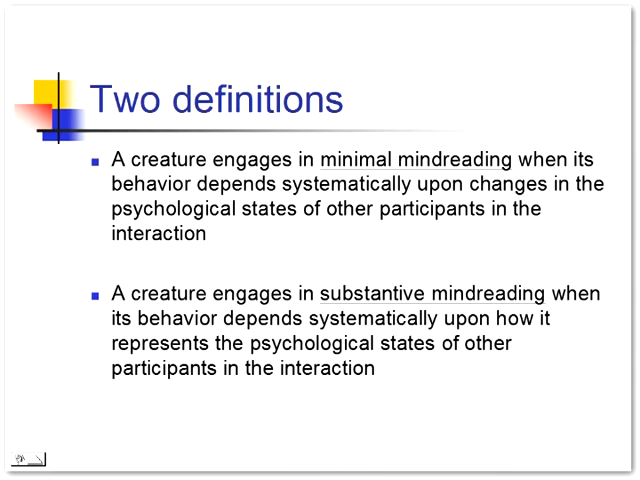 Two definitions
A creature engages in minimal mindreading when its
behavior depends systematically upon changes in the
psychological states of other participants in the
interaction
A creature engages in substantive mindreading when
its behavior depends systematically upon how it
represents the psychological states of other
participants in the interaction